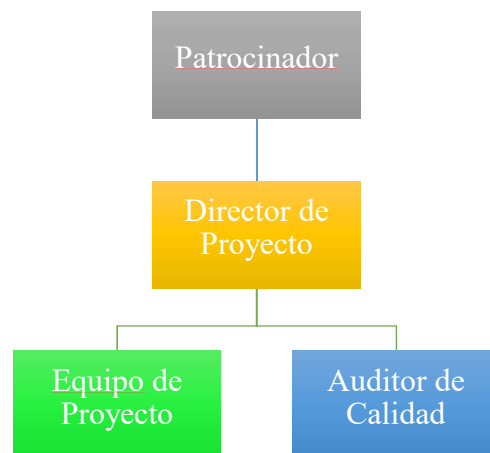 Patrocinador
Director de
Proyecto
Equipo de
Proyecto
Auditor de
Calidad